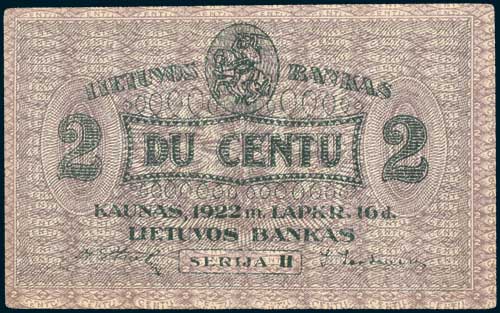 LIETUVOS BANKAS
2 DU CENTU 2
KAUNAS, 1922 m. LAPKR. 16 d.
LIETUVOS BANKAS
SERIJA H